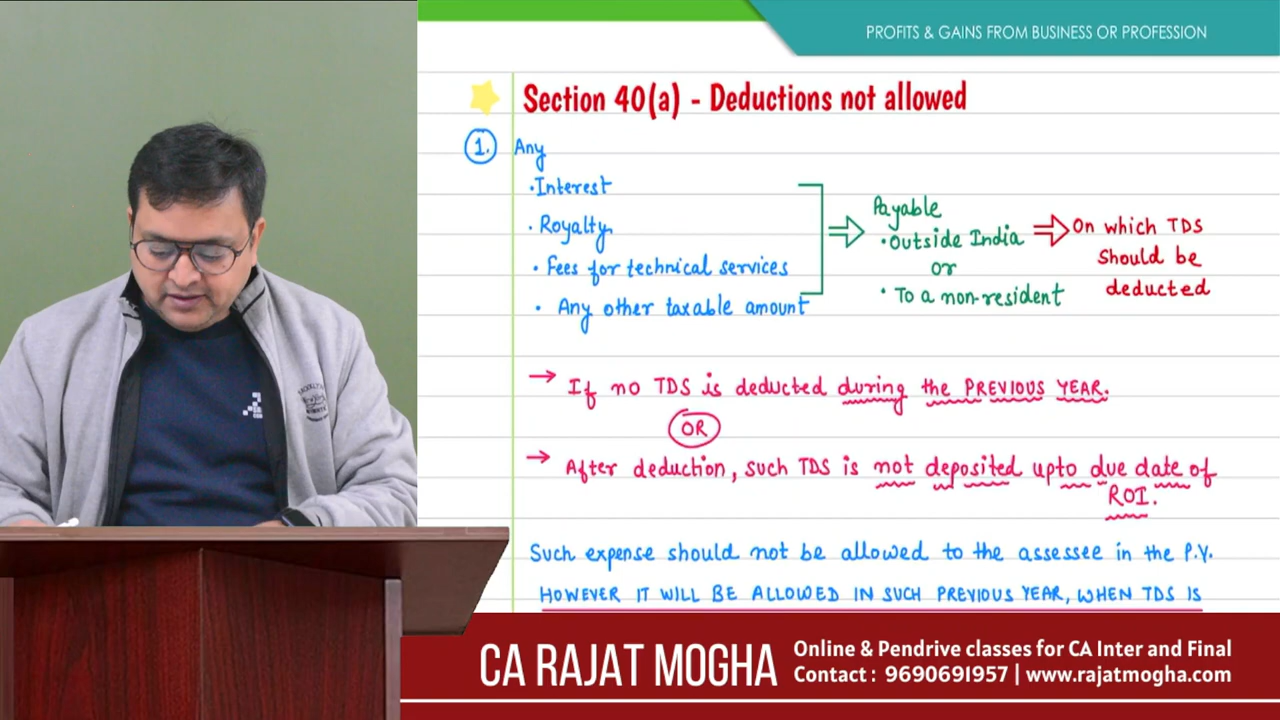 PROFITS & GAINS FROM BUSINESS OR PROFESSION
Section 40(a) - Deductions not allowed
1. Any
• Interest
• Royalty
• Fees for technical services
• Any other taxable amount
Payable
• Outside India
or
• To a non-resident
On which TDS
Should be
deducted
→ If no TDS is deducted during the PREVIOUS YEAR.
OR
→ After deduction, such TDS is not deposited upto due date of
ROI.
Such expense should not be allowed to the assessee in the P.Y.
HOWEVER IT WILL BE ALLOWED IN SUCH PREVIOUS YEAR, WHEN TDS IS
CA RAJAT MOGHA
Online & Pendrive classes for CA Inter and Final
Contact : 9690691957 | www.rajatmogha.com